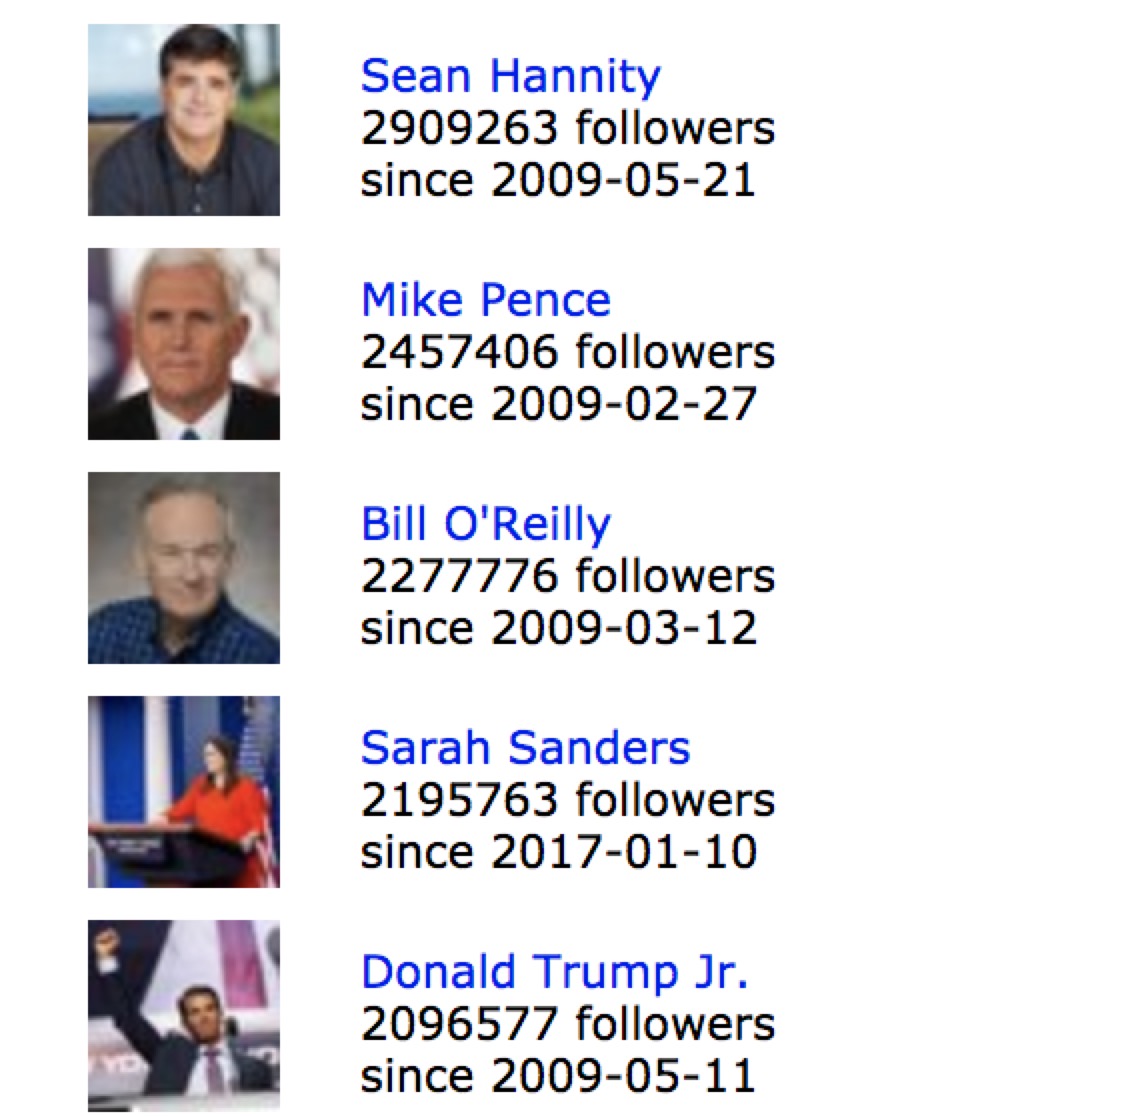 Sean Hannity
2909263 followers
since 2009-05-21
Mike Pence
2457406 followers
since 2009-02-27
Bill O'Reilly
2277776 followers
since 2009-03-12
Sarah Sanders
2195763 followers
since 2017-01-10
Donald Trump Jr.
2096577 followers
since 2009-05-11